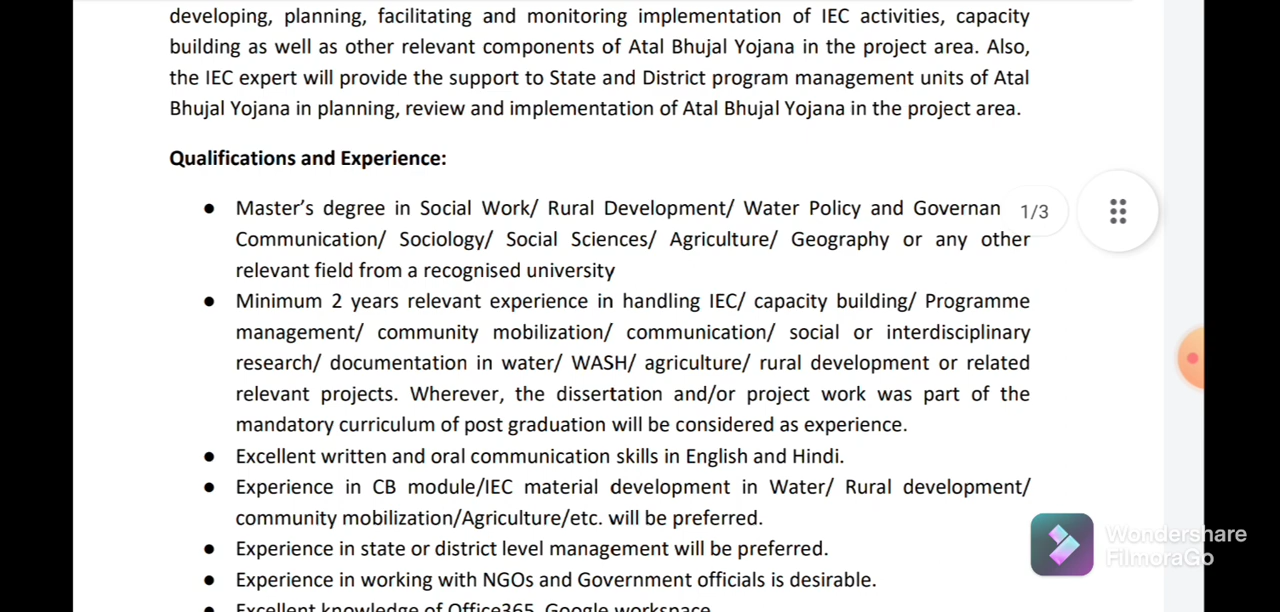 developing, planning, facilitating and monitoring implementation of IEC activities, capacity
building as well as other relevant components of Atal Bhujal Yojana in the project area. Also,
the IEC expert will provide the support to State and District program management units of Atal
Bhujal Yojana in planning, review and implementation of Atal Bhujal Yojana in the project area.
Qualifications and Experience:
● Master's degree in Social Work/ Rural Development/ Water Policy and Governan
1/3
Communication/ Sociology/ Social Sciences/ Agriculture/ Geography or any other
relevant field from a recognised university
● Minimum 2 years relevant experience in handling IEC/ capacity building/ Programme
management/ community mobilization/ communication/ social or interdisciplinary
research/ documentation in water/ WASH/ agriculture/ rural development or related
relevant projects. Wherever, the dissertation and/or project work was part of the
mandatory curriculum of post graduation will be considered as experience.
● Excellent written and oral communication skills in English and Hindi.
● Experience in CB module/IEC material development in Water/ Rural development/
community mobilization/Agriculture/etc. will be preferred.
● Experience in state or district level management will be preferred.
● Experience in working with NGOs and Government officials is desirable.
● Excellent knowledge of Office365, Google workspace
Wondershare
FilmoraGo